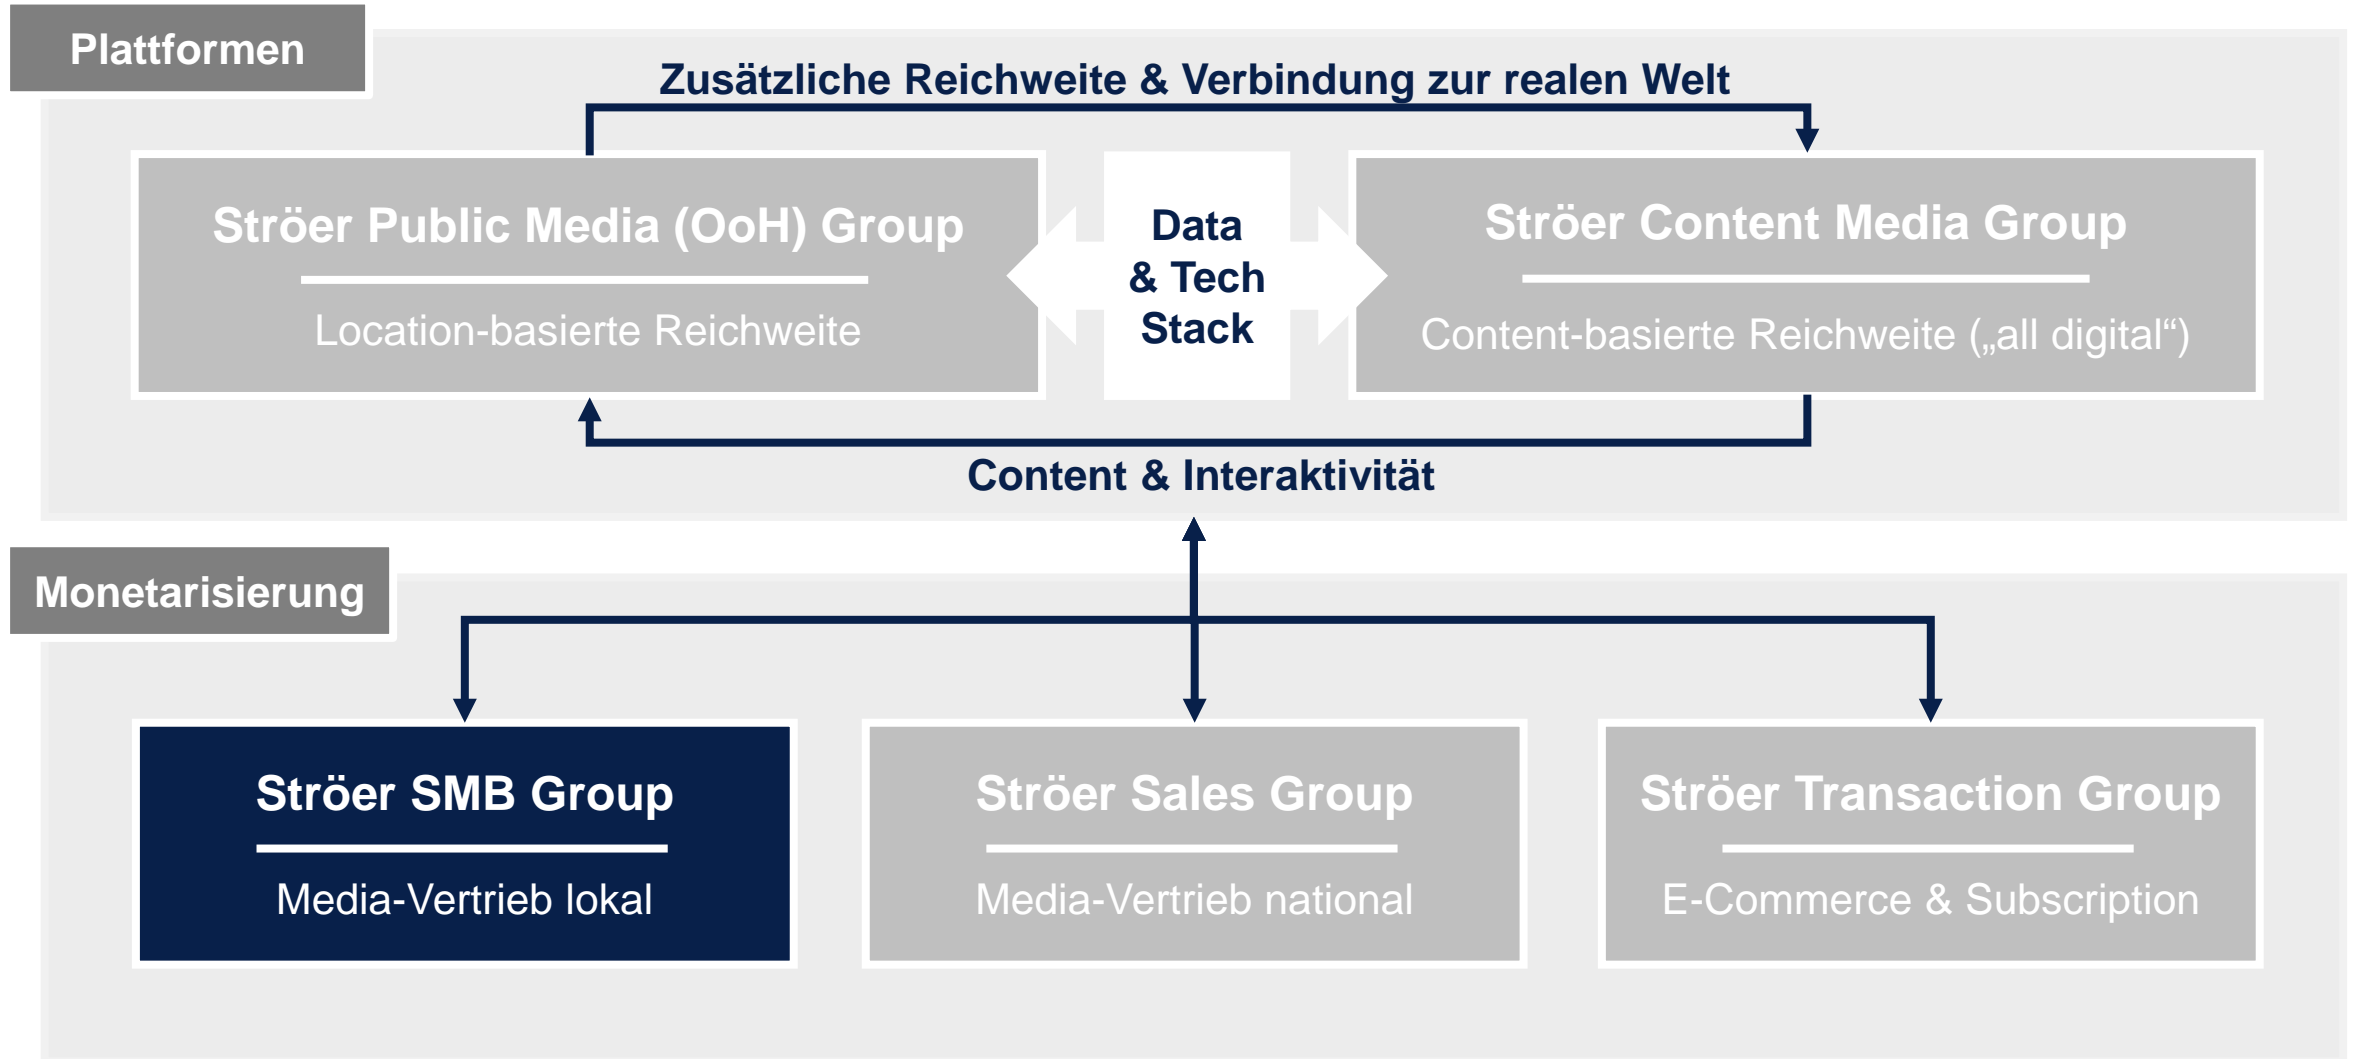 Plattformen
Zusätzliche Reichweite & Verbindung zur realen Welt
Ströer Public Media (OoH) Group
Location-basierte Reichweite
Data
& Tech
Stack
Ströer Content Media Group
Content-basierte Reichweite („all digital“)
Content & Interaktivität
Monetarisierung
Ströer SMB Group
Media-Vertrieb lokal
Ströer Sales Group
Media-Vertrieb national
Ströer Transaction Group
E-Commerce & Subscription